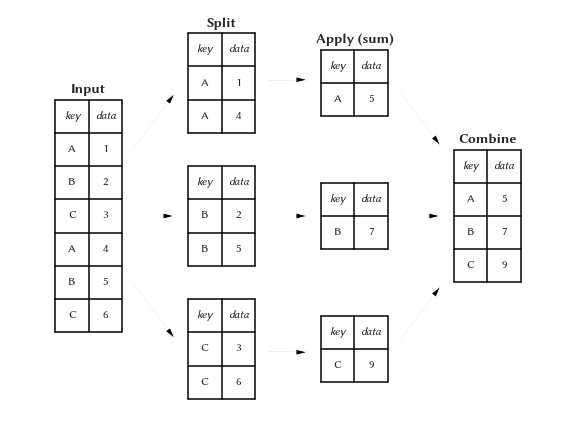 Input
key data
A 1
B 2
C 3
A 4
B 5
C 6
Split
key data
A 1
A 4
key data
B 2
B 5
key data
C 3
C 6
Apply (sum)
key data
A 5
key data
B 7
key data
C 9
Combine
key data
A 5
B 7
C 9